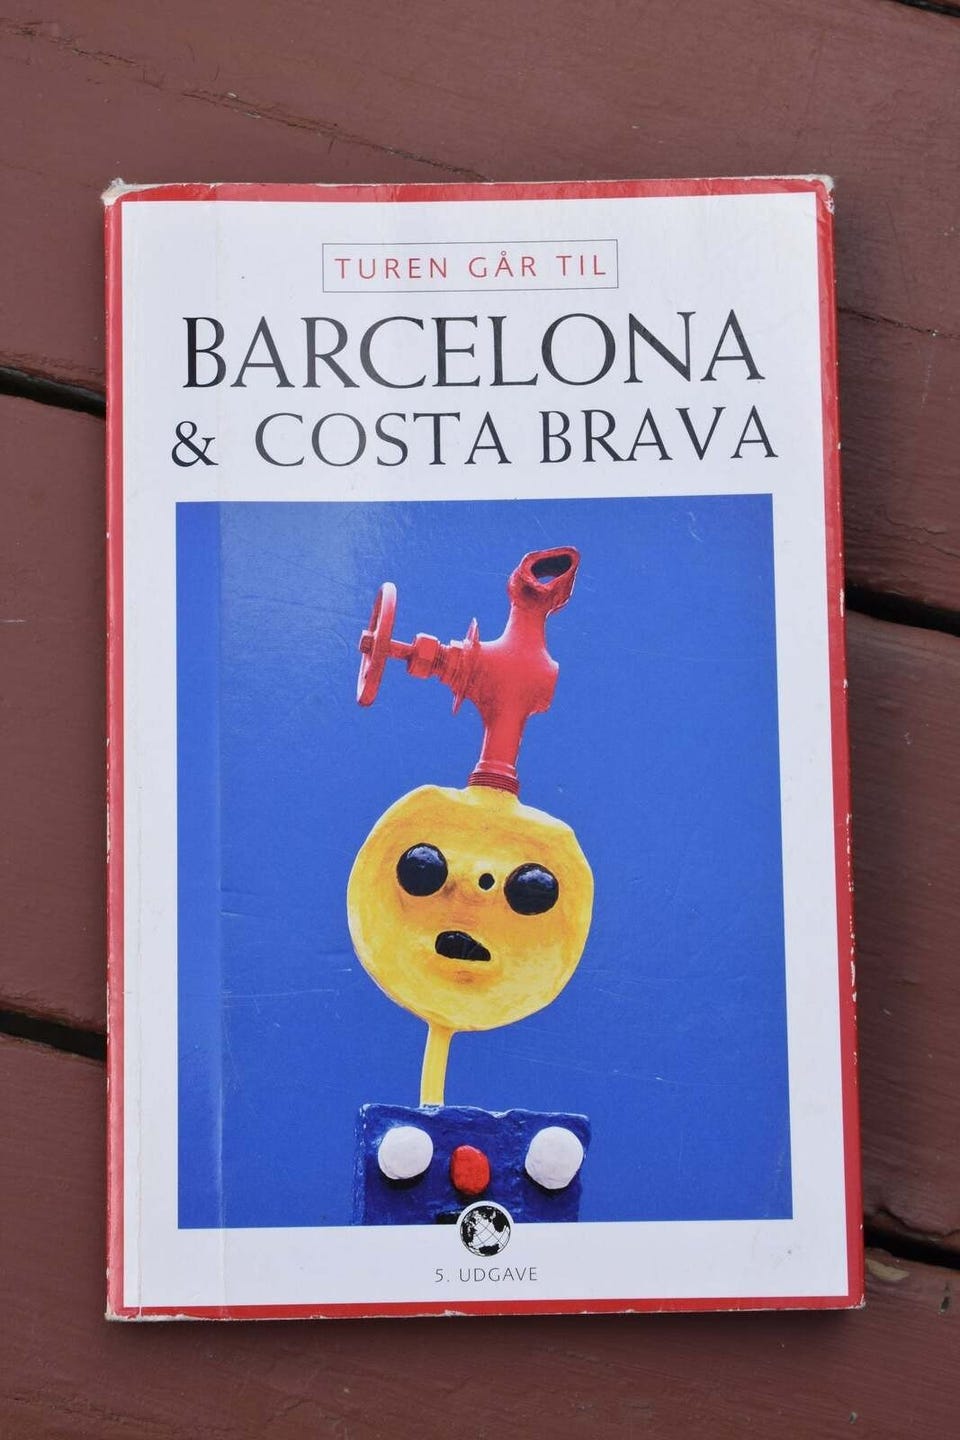 TUREN GÅR TIL
BARCELONA
& COSTA BRAVA
5. UDGAVE